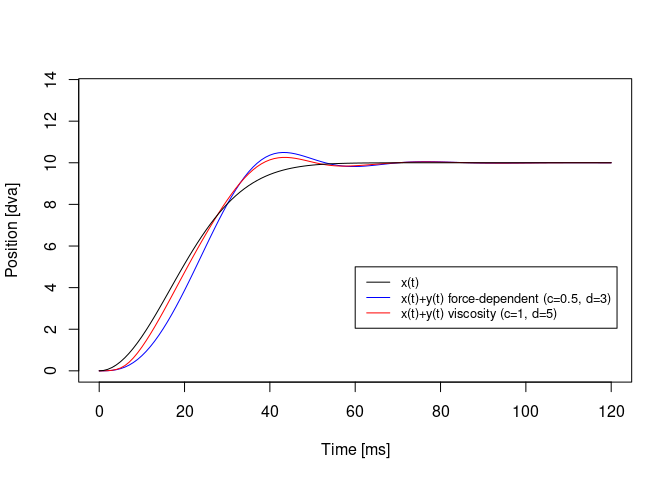 14
12
10
8
6
4
2
0
Position [dva]
x(t)
x(t)+y(t) force-dependent (c=0.5, d=3)
x(t)+y(t) viscosity (c=1, d=5)
0 20 40 60 80 100 120
Time [ms]